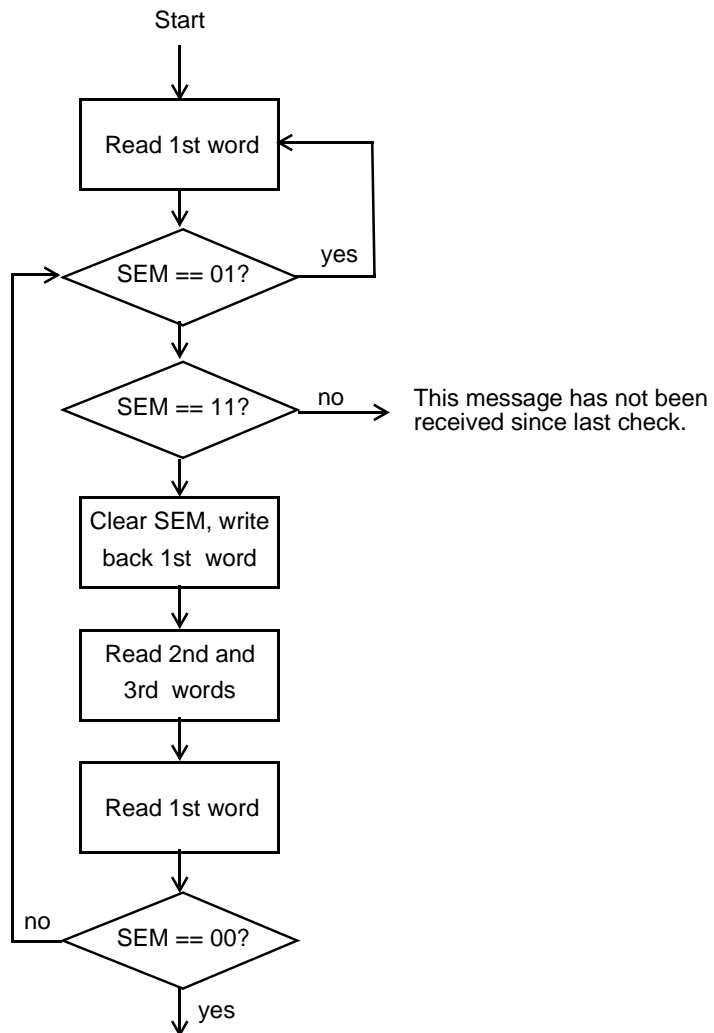 Start
Read 1st word
SEM == 01?
yes
SEM == 11?
no
This message has not been
received since last check.
Clear SEM, write
back 1st word
Read 2nd and
3rd words
Read 1st word
SEM == 00?
no
yes